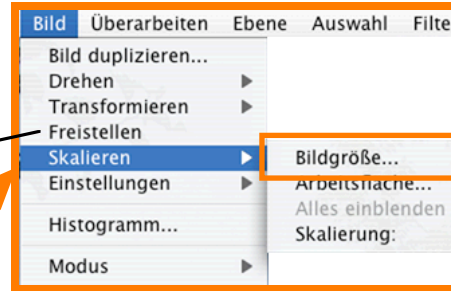 Bild Überarbeiten Ebene Auswahl Filte
Bild duplizieren...
Drehen
Transformieren
Freistellen
Skalieren
Einstellungen
Histogramm...
Modus
Bildgröße...
Arbeitsfläche...
Alles einblenden
Skalierung: